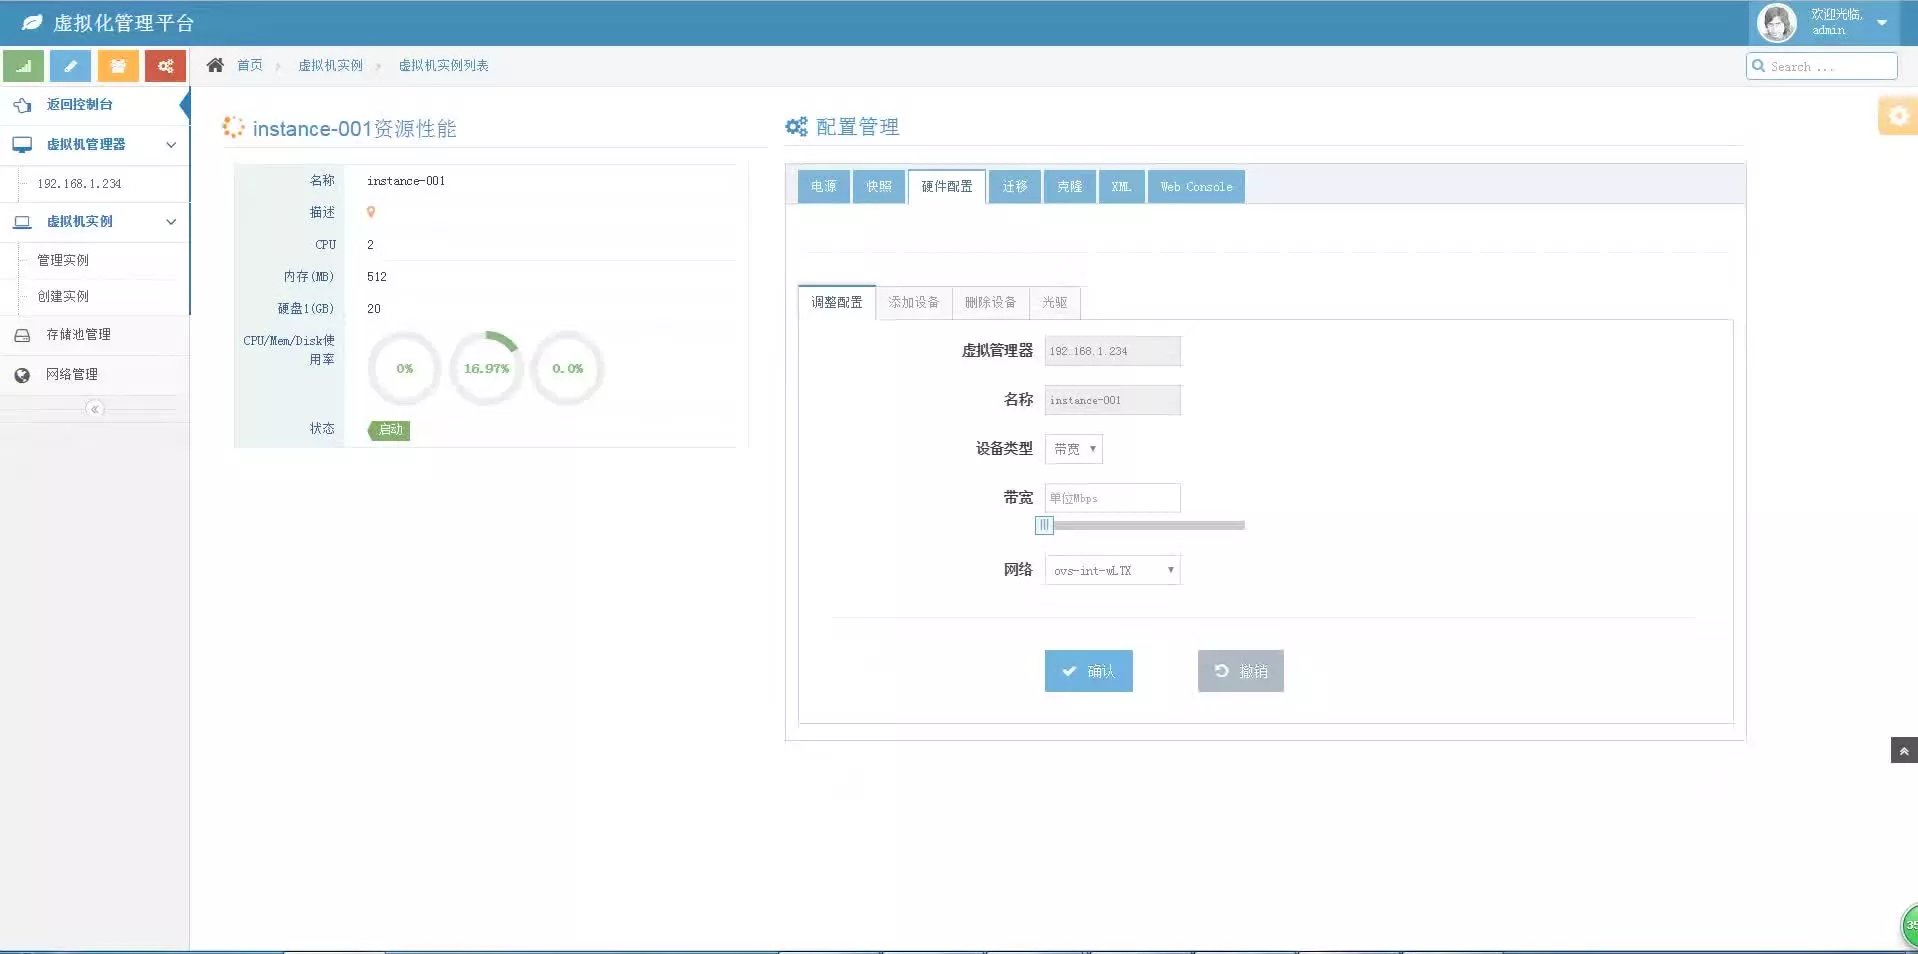 虚拟化管理平台
欢迎光临,
admin
首页
虚拟机实例
虚拟机实例列表
Search ...
返回控制台
虚拟机管理器
192.168.1.234
虚拟机实例
管理实例
创建实例
存储池管理
网络管理
instance-001资源性能
名称 instance-001
描述
CPU 2
内存(MB) 512
硬盘1(GB) 20
CPU/Mem/Disk使
用率
0% 16.97% 0.0%
状态 启动
配置管理
电源 快照 硬件配置 迁移 克隆 XML Web Console
调整配置 添加设备 删除设备 光驱
虚拟管理器 192.168.1.234
名称 instance-001
设备类型 带宽
带宽 单位Mbps
网络 ovs-int-wLTX
确认 撤销